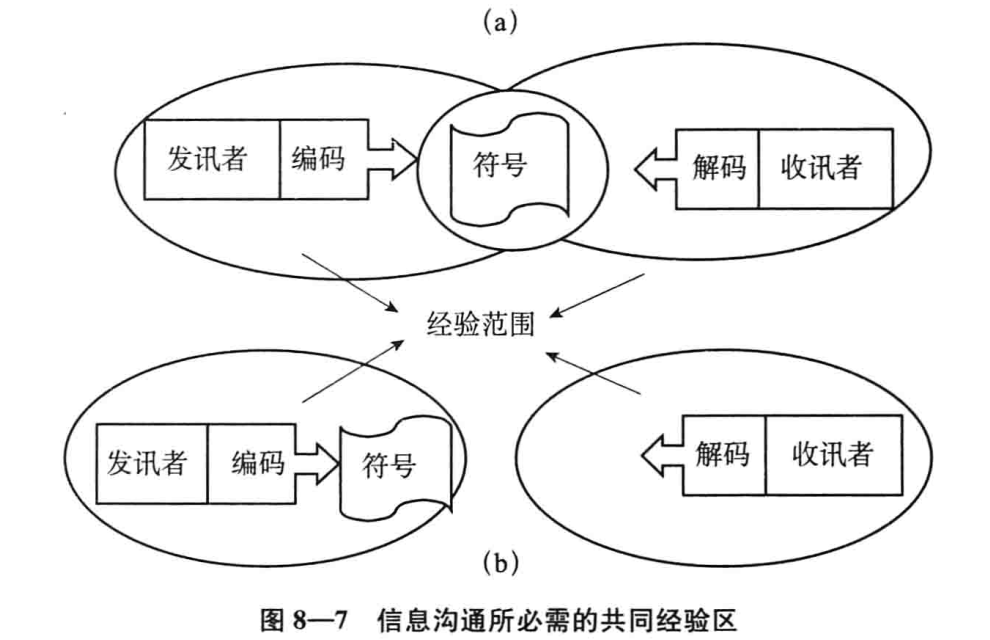 (a)
发讯者 编码 符号 解码 收讯者
经验范围
发讯者 编码 符号 解码 收讯者
(b)
图 8—7 信息沟通所必需的共同经验区